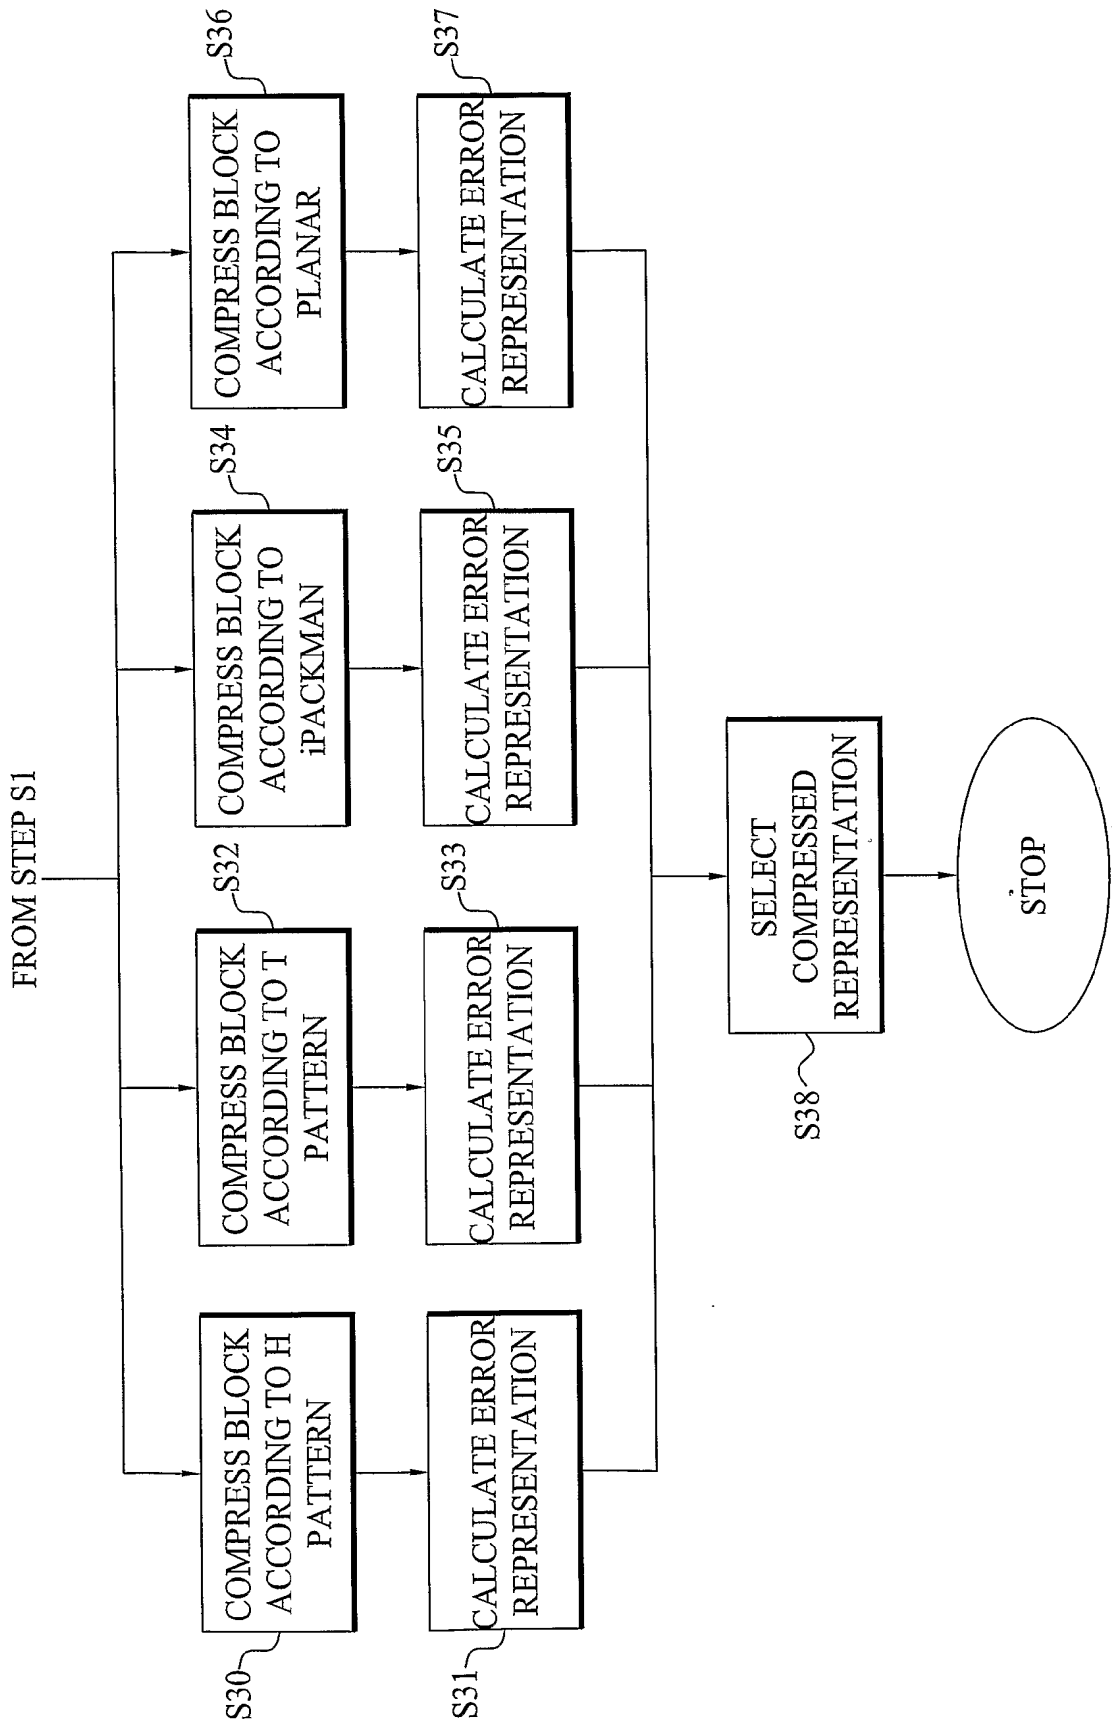 FROM STEP S1
S30
COMPRESS BLOCK
ACCORDING TO H
PATTERN
S32
COMPRESS BLOCK
ACCORDING TO T
PATTERN
S34
COMPRESS BLOCK
ACCORDING TO
iPACKMAN
S36
COMPRESS BLOCK
ACCORDING TO
PLANAR
S31
CALCULATE ERROR
REPRESENTATION
S33
CALCULATE ERROR
REPRESENTATION
S35
CALCULATE ERROR
REPRESENTATION
S37
CALCULATE ERROR
REPRESENTATION
S38
SELECT
COMPRESSED
REPRESENTATION
STOP